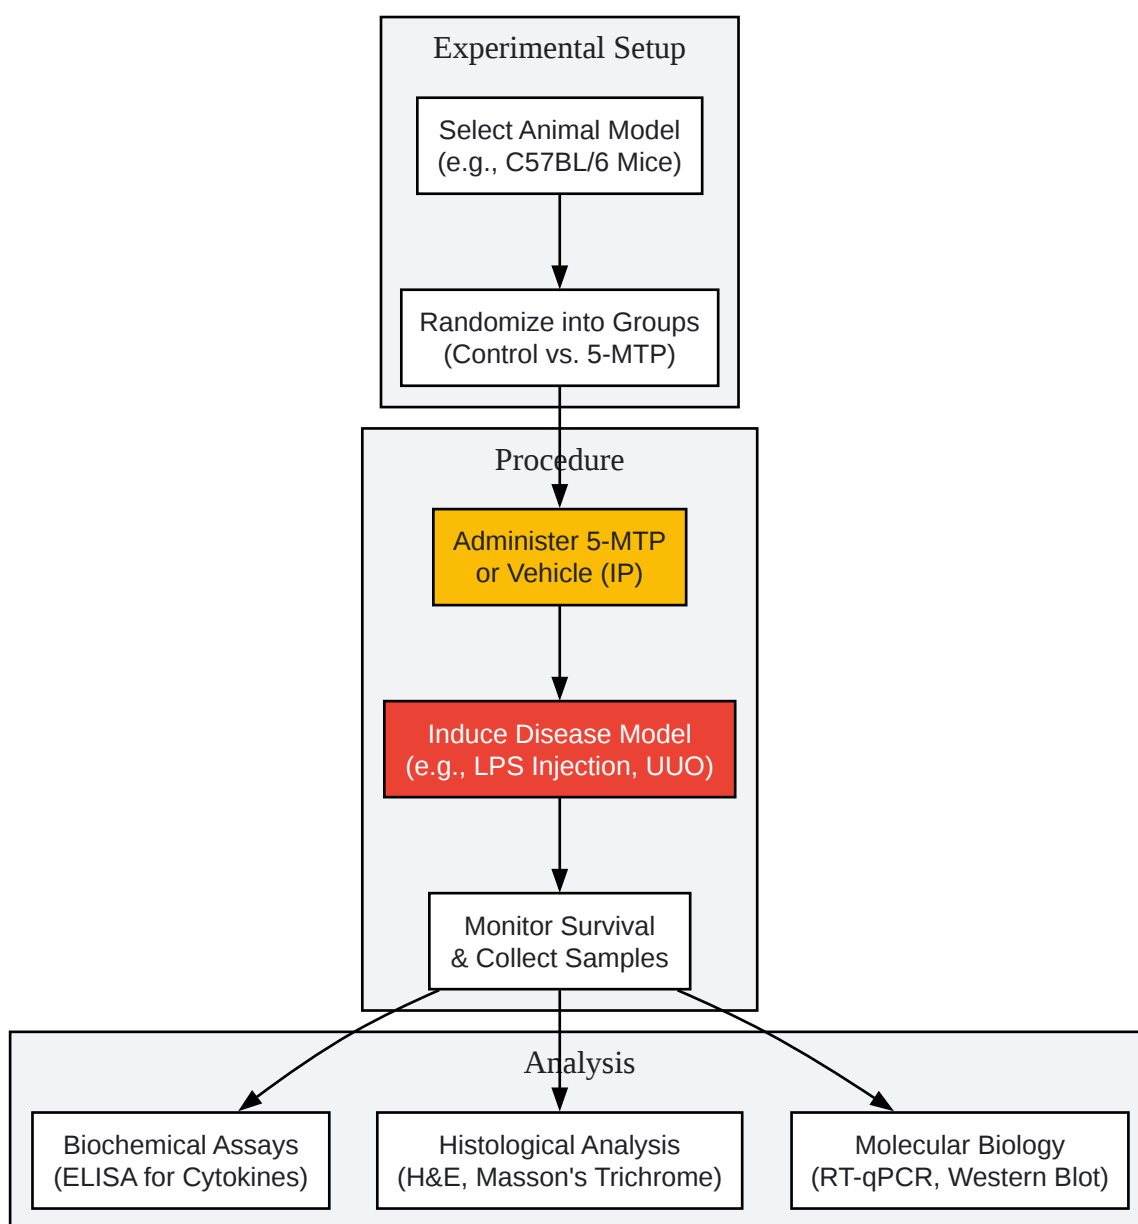 Experimental Setup
Select Animal Model
(e.g., C57BL/6 Mice)
Randomize into Groups
(Control vs. 5-MTP)
Procedure
Administer 5-MTP
or Vehicle (IP)
Induce Disease Model
(e.g., LPS Injection, UUO)
Monitor Survival
& Collect Samples
Analysis
Biochemical Assays
(ELISA for Cytokines)
Histological Analysis
(H&E, Masson's Trichrome)
Molecular Biology
(RT-qPCR, Western Blot)